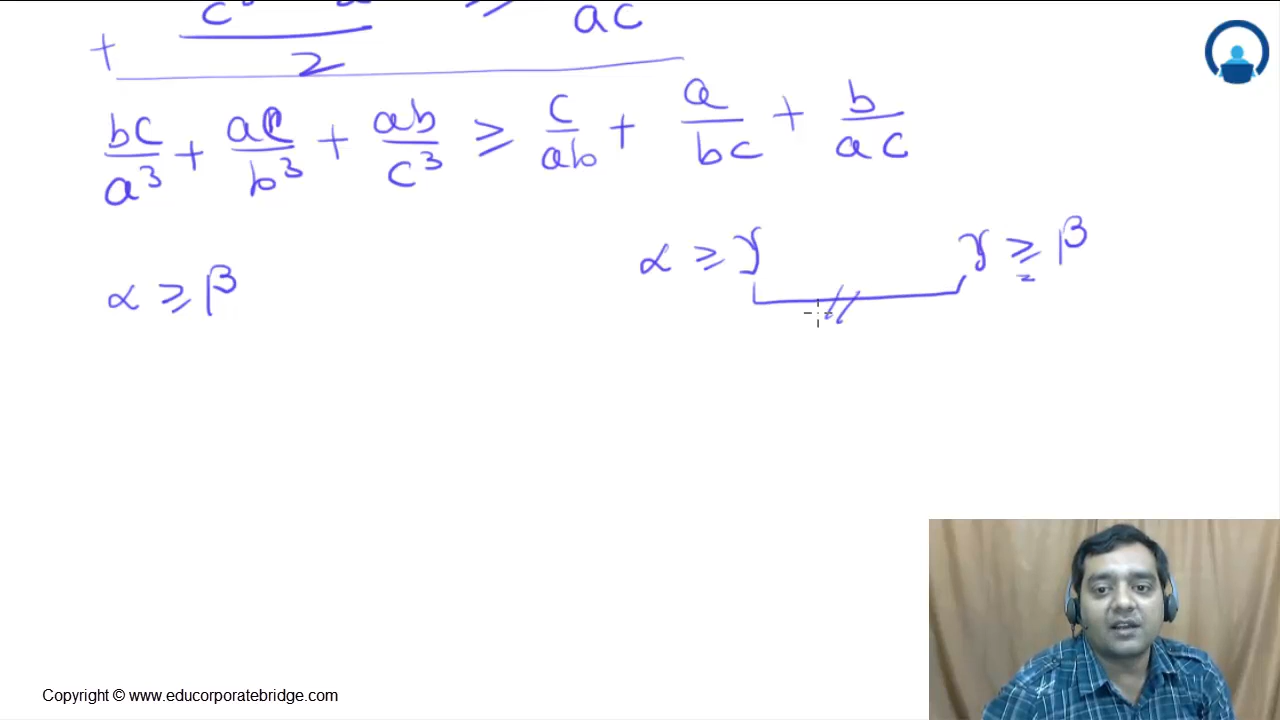 + 2 ≥ ac
bc/a³ + ac/b³ + ab/c³ ≥ c/ab + a/bc + b/ac
α ≥ γ γ ≥ β
α ≥ β
Copyright © www.educorporatebridge.com